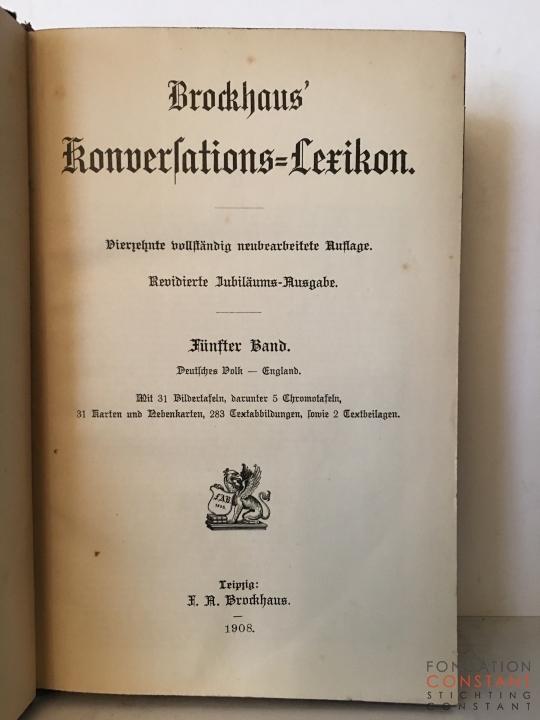 Brockhaus'
Konversations=Lexikon.
Vierzehnte vollständig neubearbeitete Auflage.
Revidierte Jubiläums=Ausgabe.
Fünfter Band.
Deutsches Volk — England.
Mit 31 Bildertafeln, darunter 5 Chromotafeln,
31 Karten und Nebenkarten, 283 Textabbildungen, sowie 2 Textbeilagen.
F.A.B
Leipzig:
F. A. Brockhaus.
1908.
FONDATION
CONSTANT
STICHTING
CONSTANT